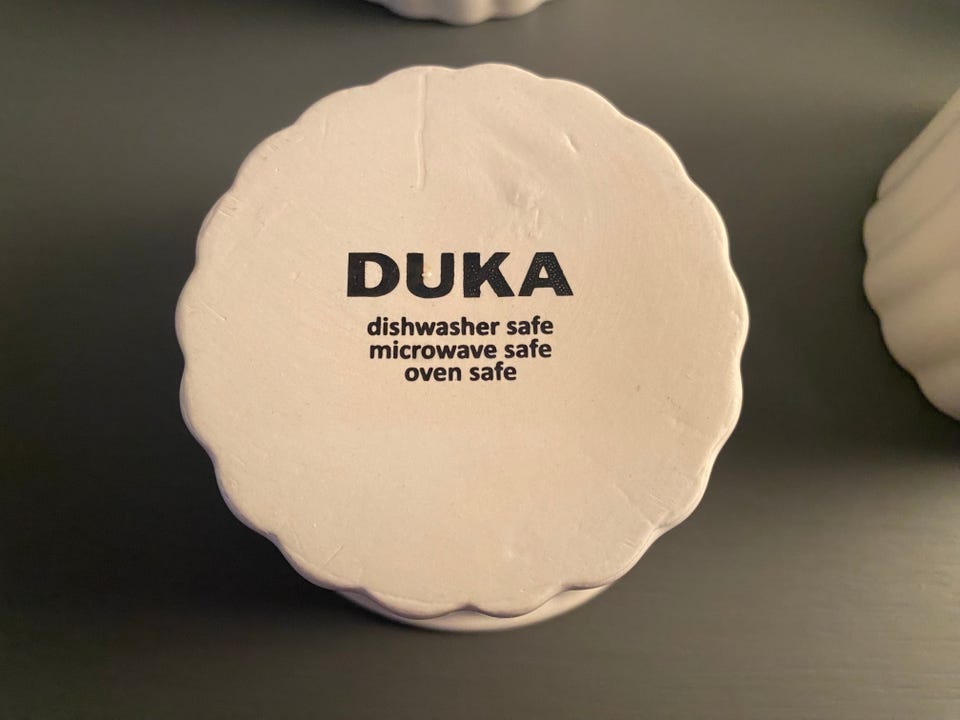 DUKA
dishwasher safe
microwave safe
oven safe